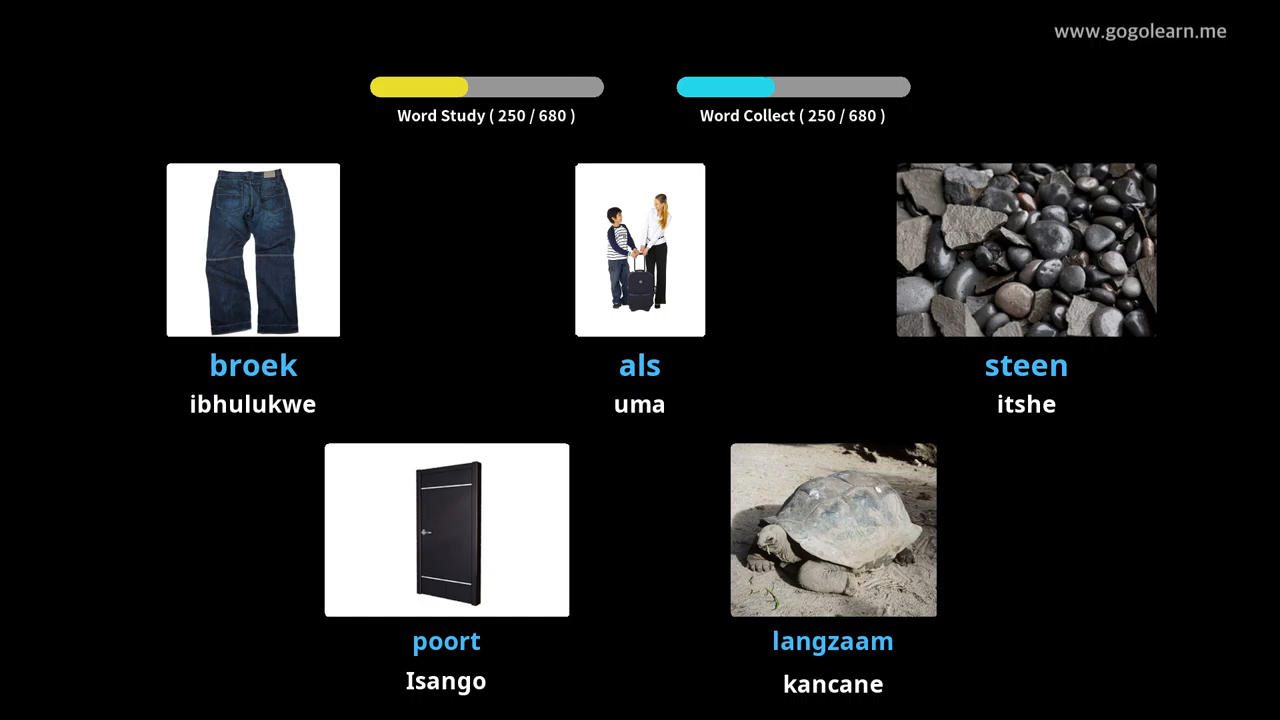 www.gogolearn.me
Word Study ( 250 / 680 )
Word Collect ( 250 / 680 )
broek
ibhulukwe
als
uma
steen
itshe
poort
Isango
langzaam
kancane